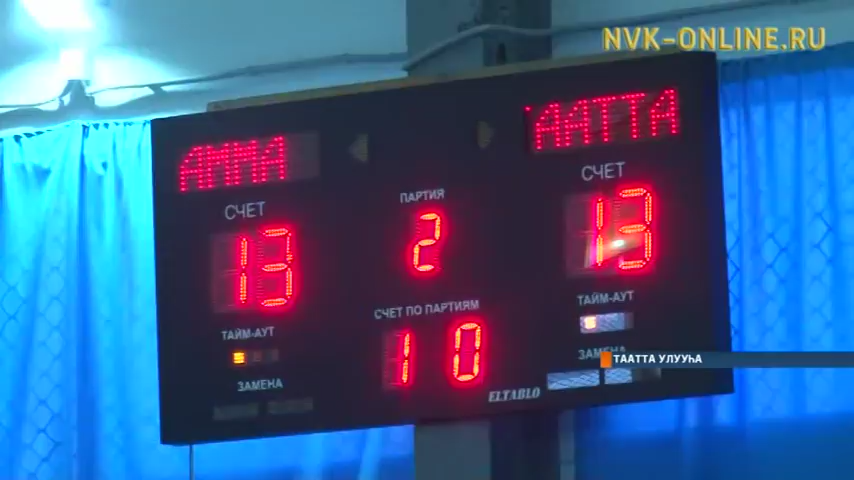 NVK-ONLINE.RU
АММА
ААТТА
СЧЕТ
ПАРТИЯ
СЧЕТ
13
2
13
СЧЕТ ПО ПАРТИЯМ
ТАЙМ-АУТ
ТАЙМ-АУТ
1 0
ЗАМЕНА
ЗАМЕНА
ELTABLO
ТААТТА УЛУУҺА